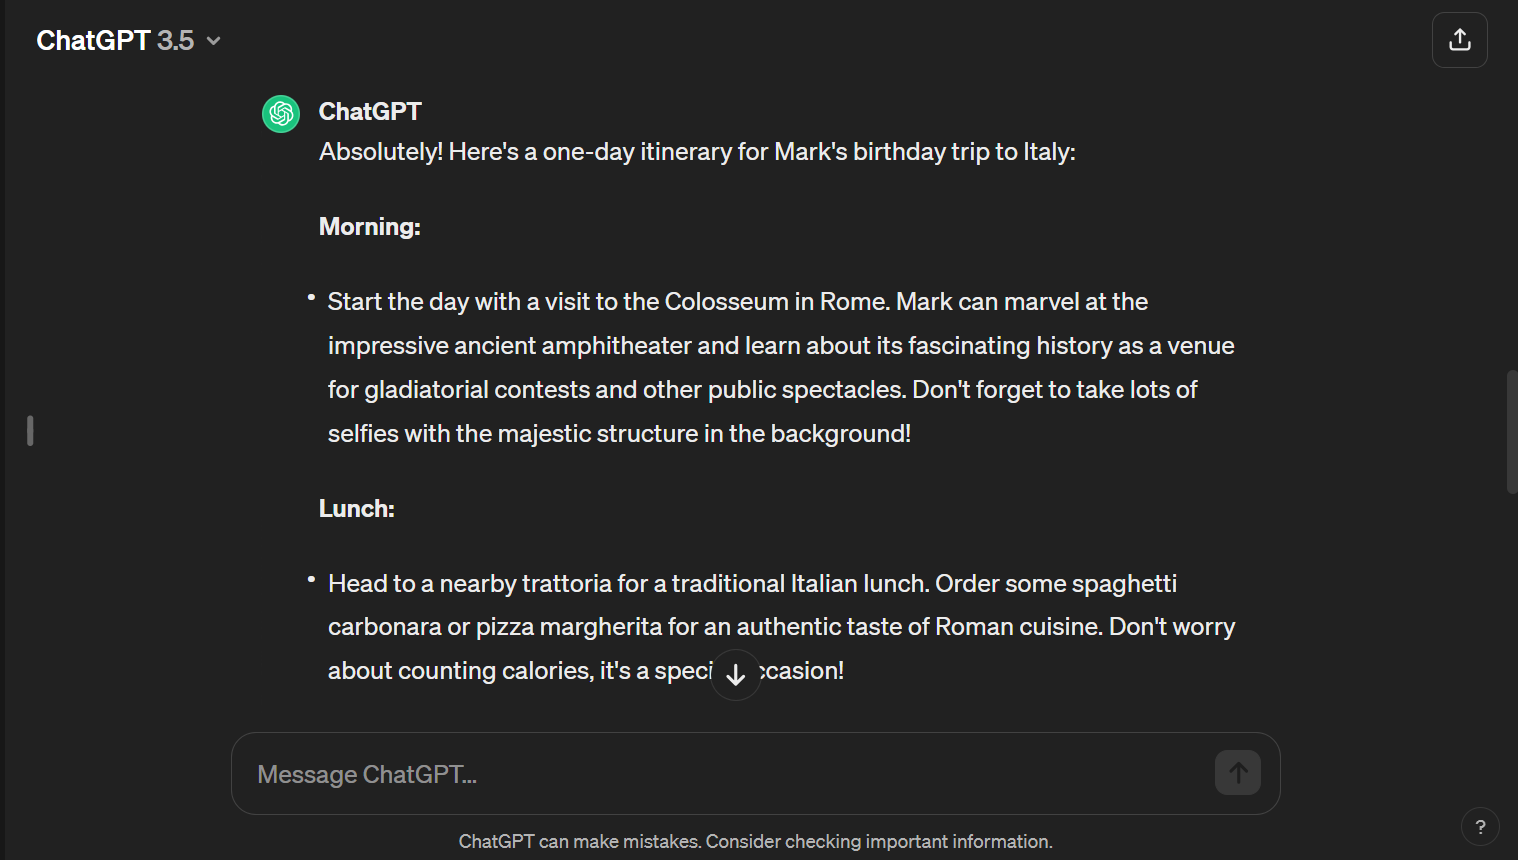 ChatGPT 3.5
ChatGPT
Absolutely! Here's a one-day itinerary for Mark's birthday trip to Italy:
Morning:
• Start the day with a visit to the Colosseum in Rome. Mark can marvel at the
impressive ancient amphitheater and learn about its fascinating history as a venue
for gladiatorial contests and other public spectacles. Don't forget to take lots of
selfies with the majestic structure in the background!
Lunch:
• Head to a nearby trattoria for a traditional Italian lunch. Order some spaghetti
carbonara or pizza margherita for an authentic taste of Roman cuisine. Don't worry
about counting calories, it's a speci ccasion!
Message ChatGPT...
ChatGPT can make mistakes. Consider checking important information.
?